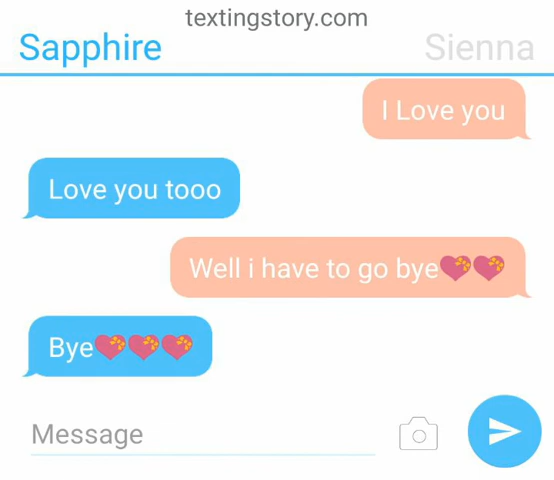 textingstory.com
Sapphire Sienna
I Love you
Love you tooo
Well i have to go bye💝💝
Bye💝💝💝
Message